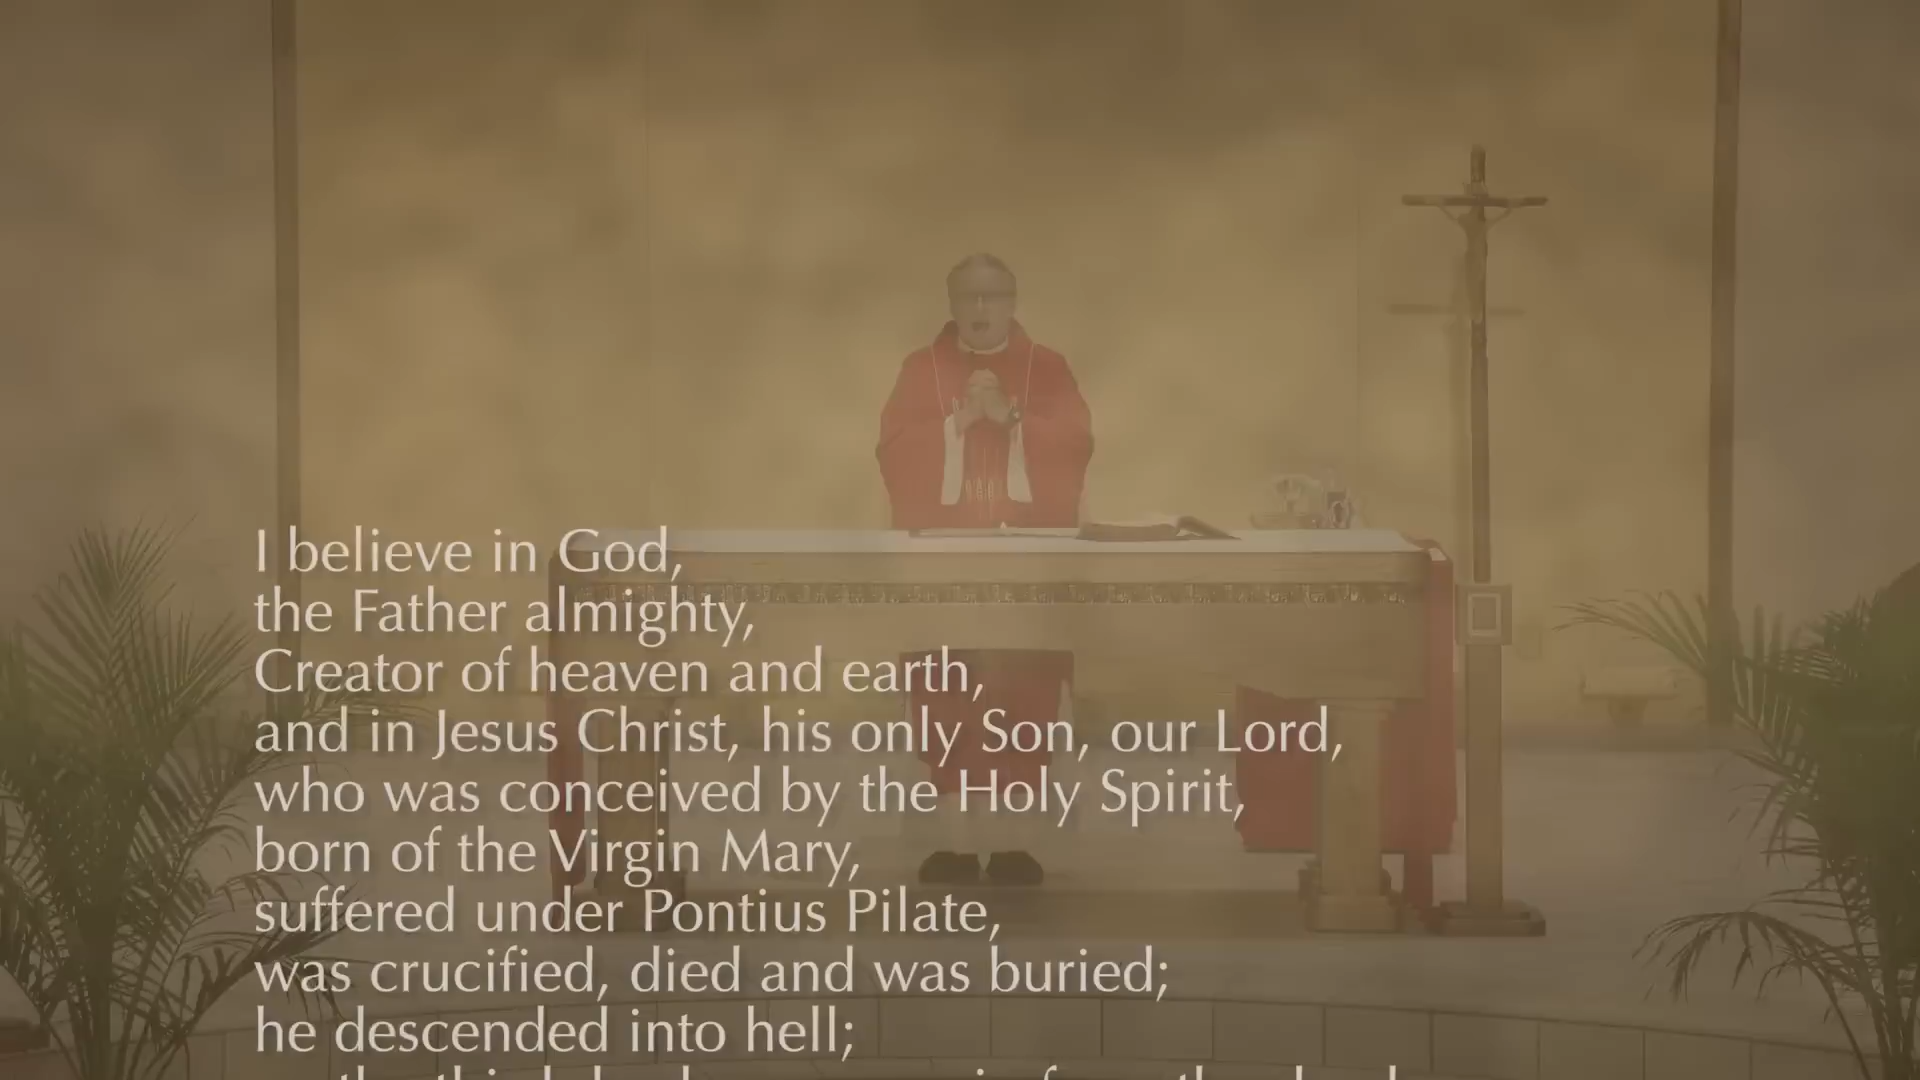 I believe in God,
the Father almighty,
Creator of heaven and earth,
and in Jesus Christ, his only Son, our Lord,
who was conceived by the Holy Spirit,
born of the Virgin Mary,
suffered under Pontius Pilate,
was crucified, died and was buried;
he descended into hell;